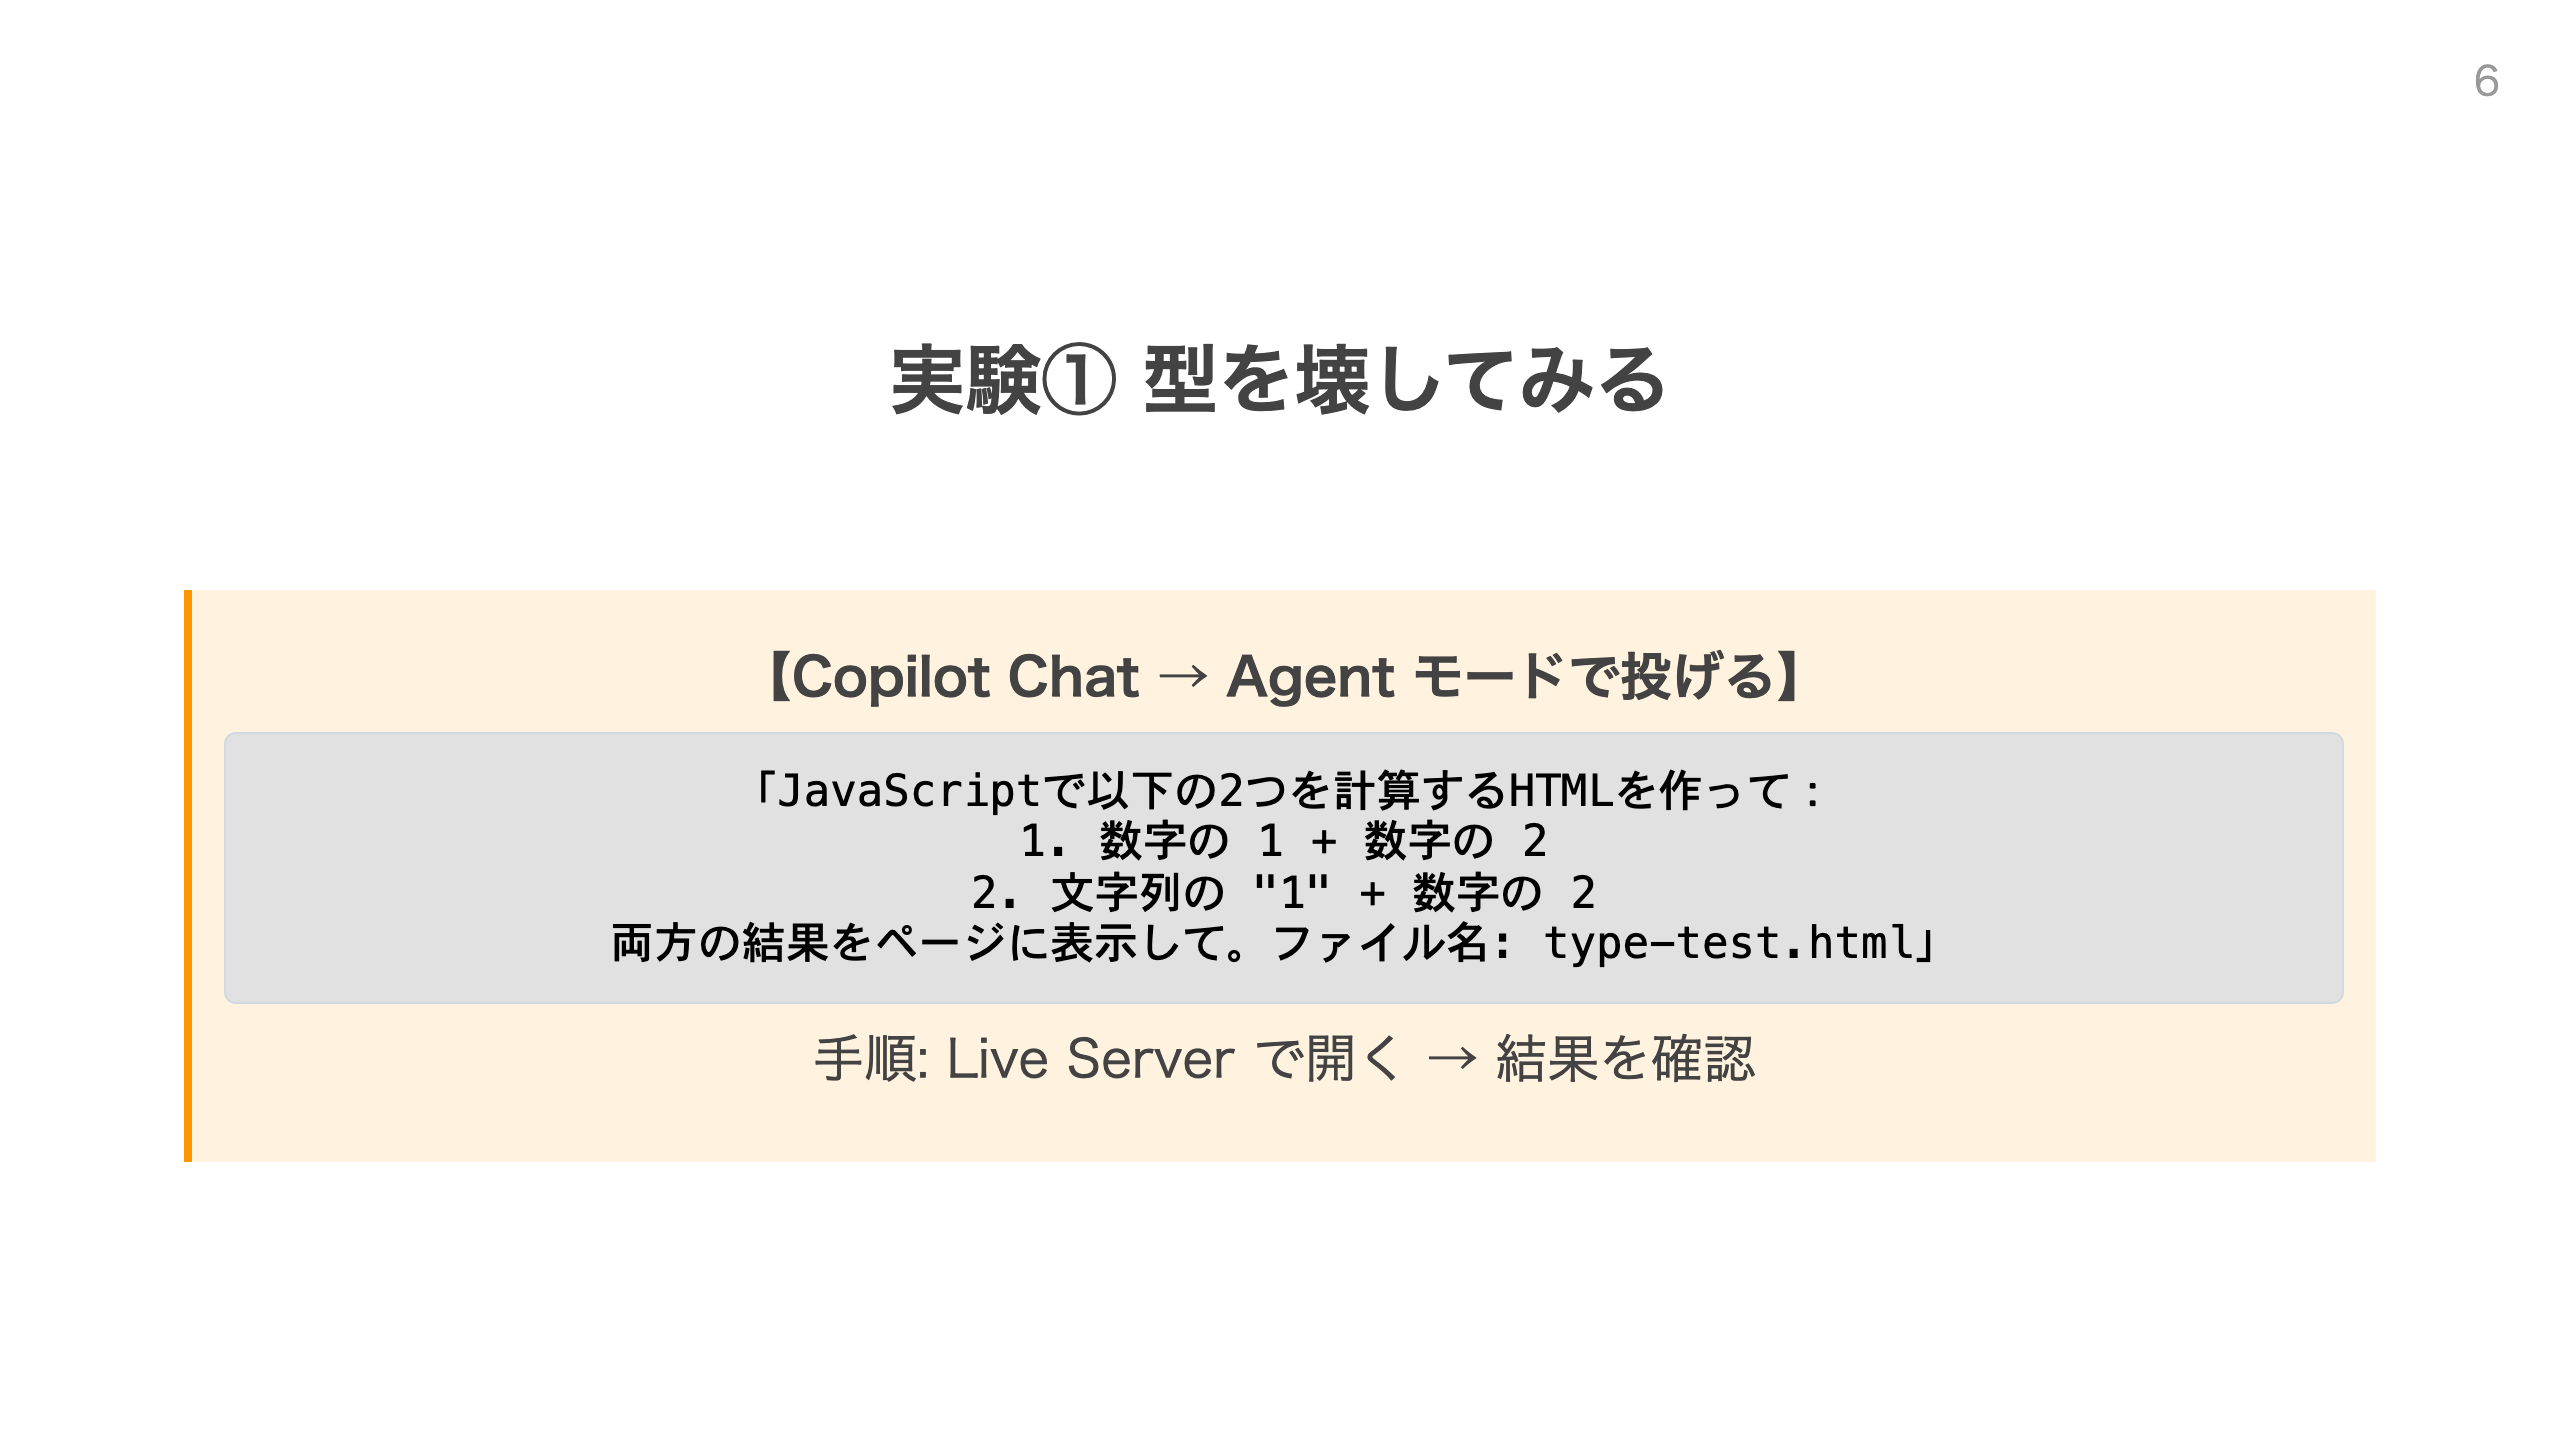 6
実験① 型を壊してみる
【Copilot Chat → Agent モードで投げる】
「JavaScriptで以下の2つを計算するHTMLを作って：
1. 数字の 1 + 数字の 2
2. 文字列の "1" + 数字の 2
両方の結果をページに表示して。ファイル名: type-test.html」
手順: Live Server で開く → 結果を確認